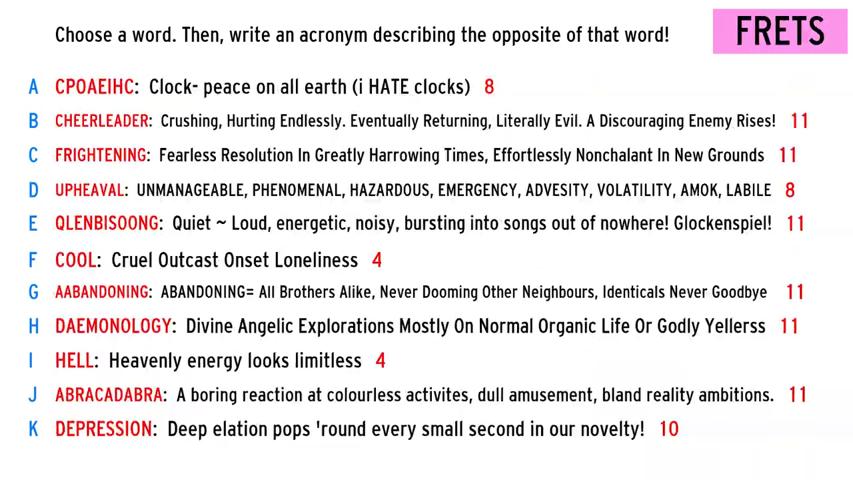 Choose a word. Then, write an acronym describing the opposite of that word!
FRETS
A CPOAEIHC: Clock- peace on all earth (i HATE clocks) 8
B CHEERLEADER: Crushing, Hurting Endlessly. Eventually Returning, Literally Evil. A Discouraging Enemy Rises! 11
C FRIGHTENING: Fearless Resolution In Greatly Harrowing Times, Effortlessly Nonchalant In New Grounds 11
D UPHEAVAL: UNMANAGEABLE, PHENOMENAL, HAZARDOUS, EMERGENCY, ADVESITY, VOLATILITY, AMOK, LABILE 8
E QLENBISOONG: Quiet ~ Loud, energetic, noisy, bursting into songs out of nowhere! Glockenspiel! 11
F COOL: Cruel Outcast Onset Loneliness 4
G AABANDONING: ABANDONING= All Brothers Alike, Never Dooming Other Neighbours, Identicals Never Goodbye 11
H DAEMONOLOGY: Divine Angelic Explorations Mostly On Normal Organic Life Or Godly Yellerss 11
I HELL: Heavenly energy looks limitless 4
J ABRACADABRA: A boring reaction at colourless activites, dull amusement, bland reality ambitions. 11
K DEPRESSION: Deep elation pops 'round every small second in our novelty! 10